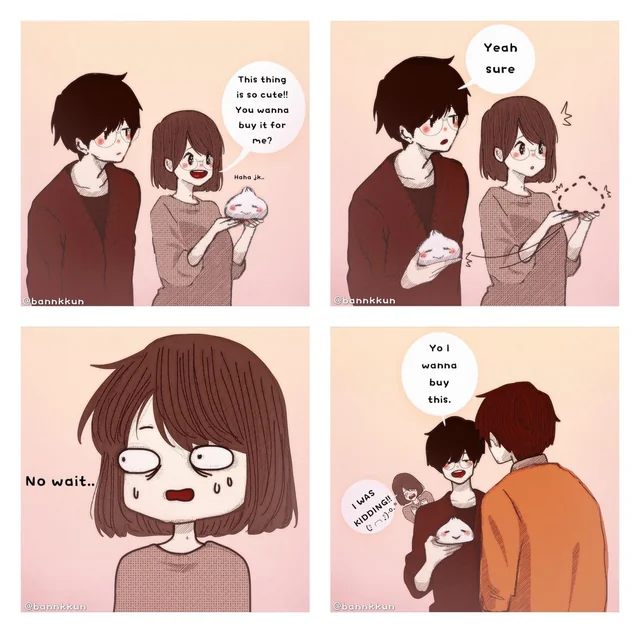 This thing
is so cute!!
You wanna
buy it for
me?
Haha jk..
@bannkkun
Yeah
sure
@bannkkun
No wait..
@bannkkun
Yo I
wanna
buy
this.
I WAS
KIDDING!!
@bannkkun